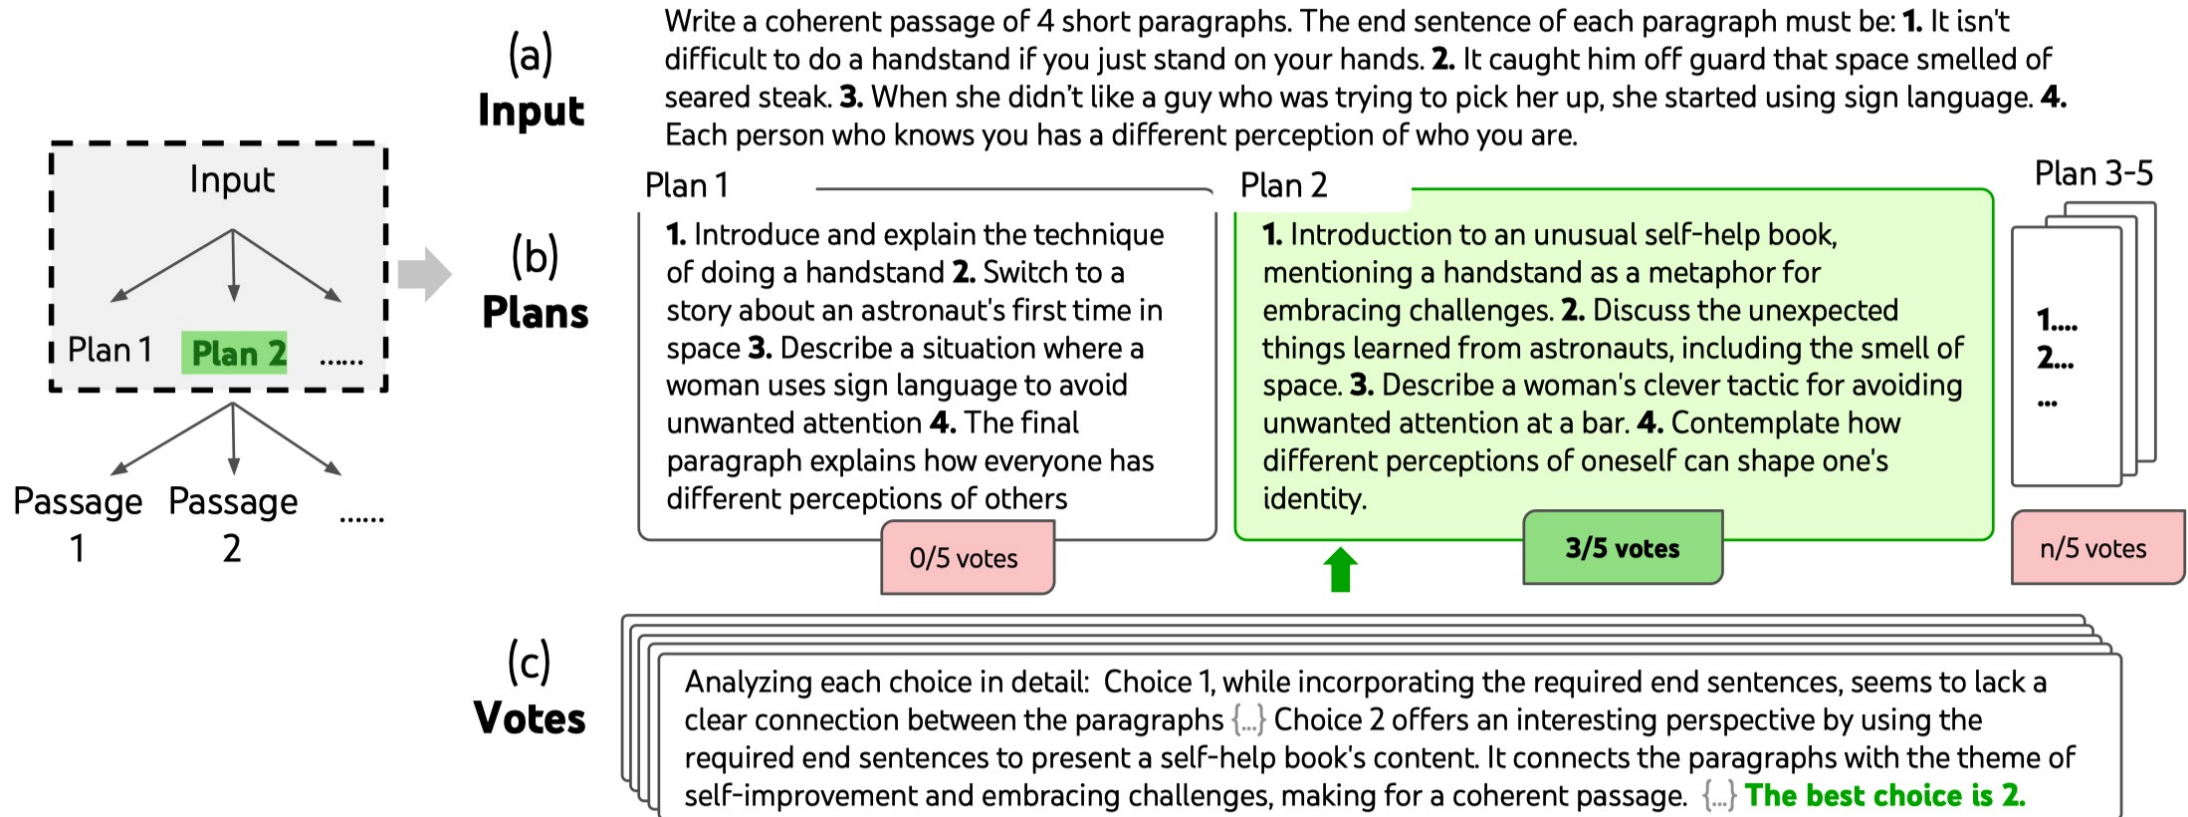 Input
Plan 1
Plan 2
......
Passage
1
Passage
2
......
(a)
Input
Write a coherent passage of 4 short paragraphs. The end sentence of each paragraph must be: 1. It isn't
difficult to do a handstand if you just stand on your hands. 2. It caught him off guard that space smelled of
seared steak. 3. When she didn't like a guy who was trying to pick her up, she started using sign language. 4.
Each person who knows you has a different perception of who you are.
(b)
Plans
Plan 1
1. Introduce and explain the technique
of doing a handstand 2. Switch to a
story about an astronaut's first time in
space 3. Describe a situation where a
woman uses sign language to avoid
unwanted attention 4. The final
paragraph explains how everyone has
different perceptions of others
0/5 votes
Plan 2
1. Introduction to an unusual self-help book,
mentioning a handstand as a metaphor for
embracing challenges. 2. Discuss the unexpected
things learned from astronauts, including the smell of
space. 3. Describe a woman's clever tactic for avoiding
unwanted attention at a bar. 4. Contemplate how
different perceptions of oneself can shape one's
identity.
3/5 votes
Plan 3-5
1....
2...
...
n/5 votes
(c)
Votes
Analyzing each choice in detail: Choice 1, while incorporating the required end sentences, seems to lack a
clear connection between the paragraphs {...} Choice 2 offers an interesting perspective by using the
required end sentences to present a self-help book's content. It connects the paragraphs with the theme of
self-improvement and embracing challenges, making for a coherent passage. {...} The best choice is 2.